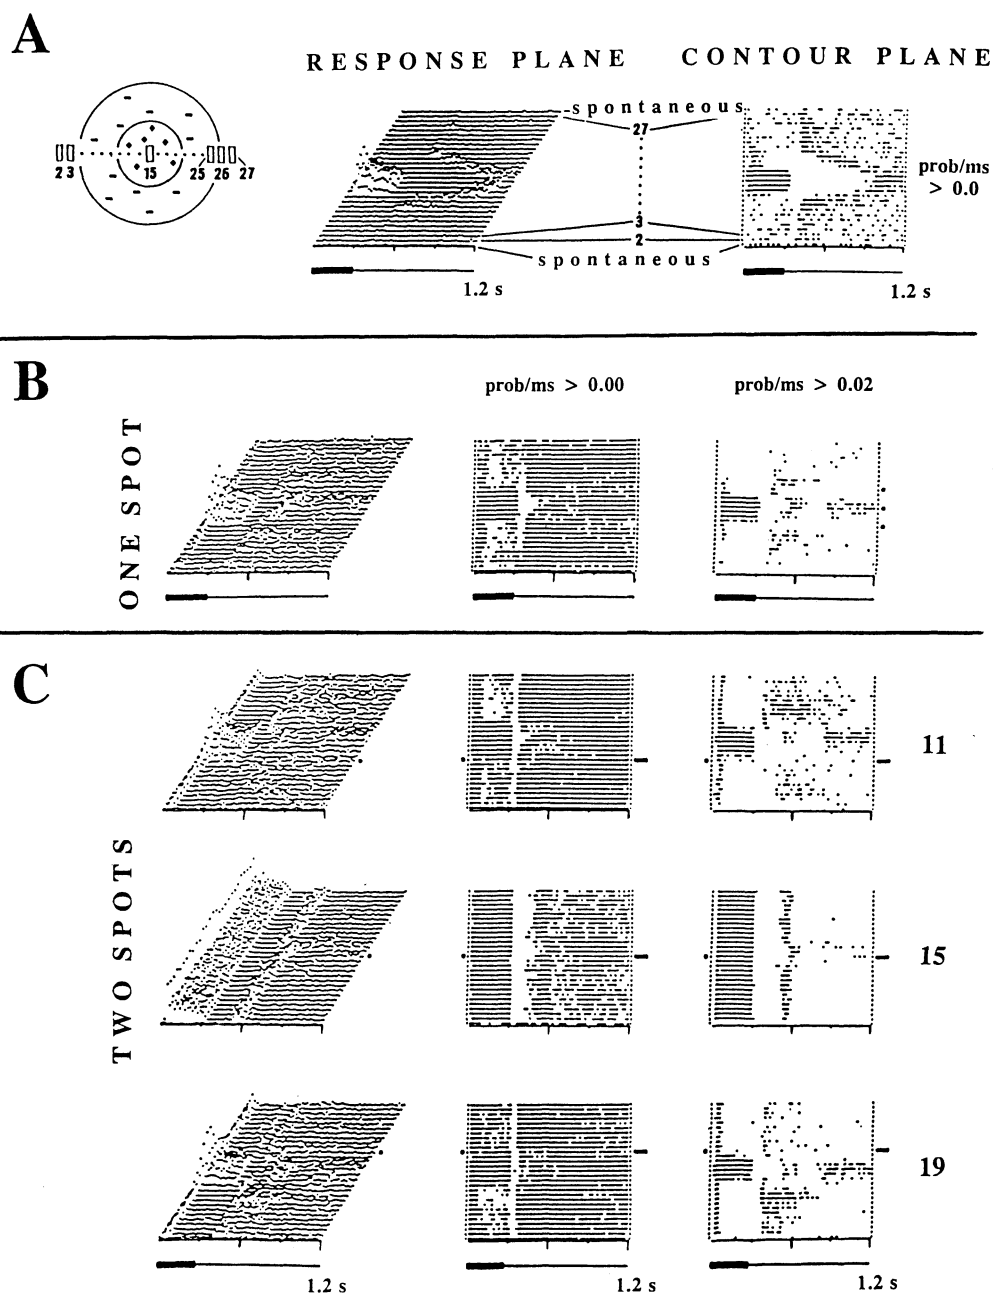 A
RESPONSE PLANE
CONTOUR PLANE
spontaneous
27
2 3
15
25 26 27
prob/ms
> 0.0
3
2
spontaneous
1.2 s
1.2 s
B
prob/ms > 0.00
prob/ms > 0.02
ONE SPOT
C
11
TWO SPOTS
15
19
1.2 s
1.2 s
1.2 s